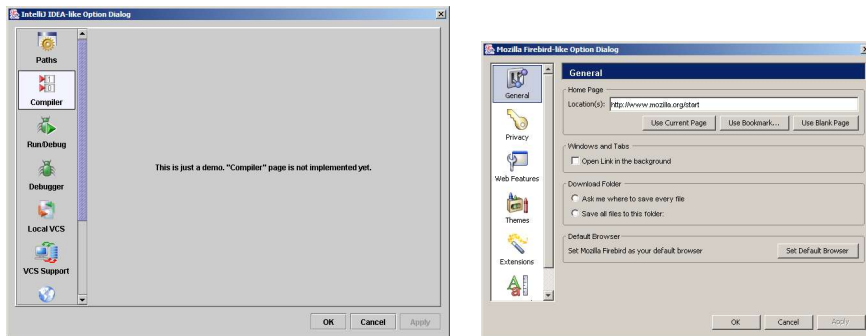 IntelliJ IDEA-like Option Dialog
Paths
Compiler
Run/Debug
Debugger
Local VCS
VCS Support
This is just a demo. "Compiler" page is not implemented yet.
OK Cancel Apply
Mozilla Firebird-like Option Dialog
General
Privacy
Web Features
Themes
Extensions
General
Home Page
Location(s): http://www.mozilla.org/start
Use Current Page Use Bookmark... Use Blank Page
Windows and Tabs
Open Link in the background
Download Folder
Ask me where to save every file
Save all files to this folder:
Default Browser
Set Mozilla Firebird as your default browser Set Default Browser
OK Cancel Apply